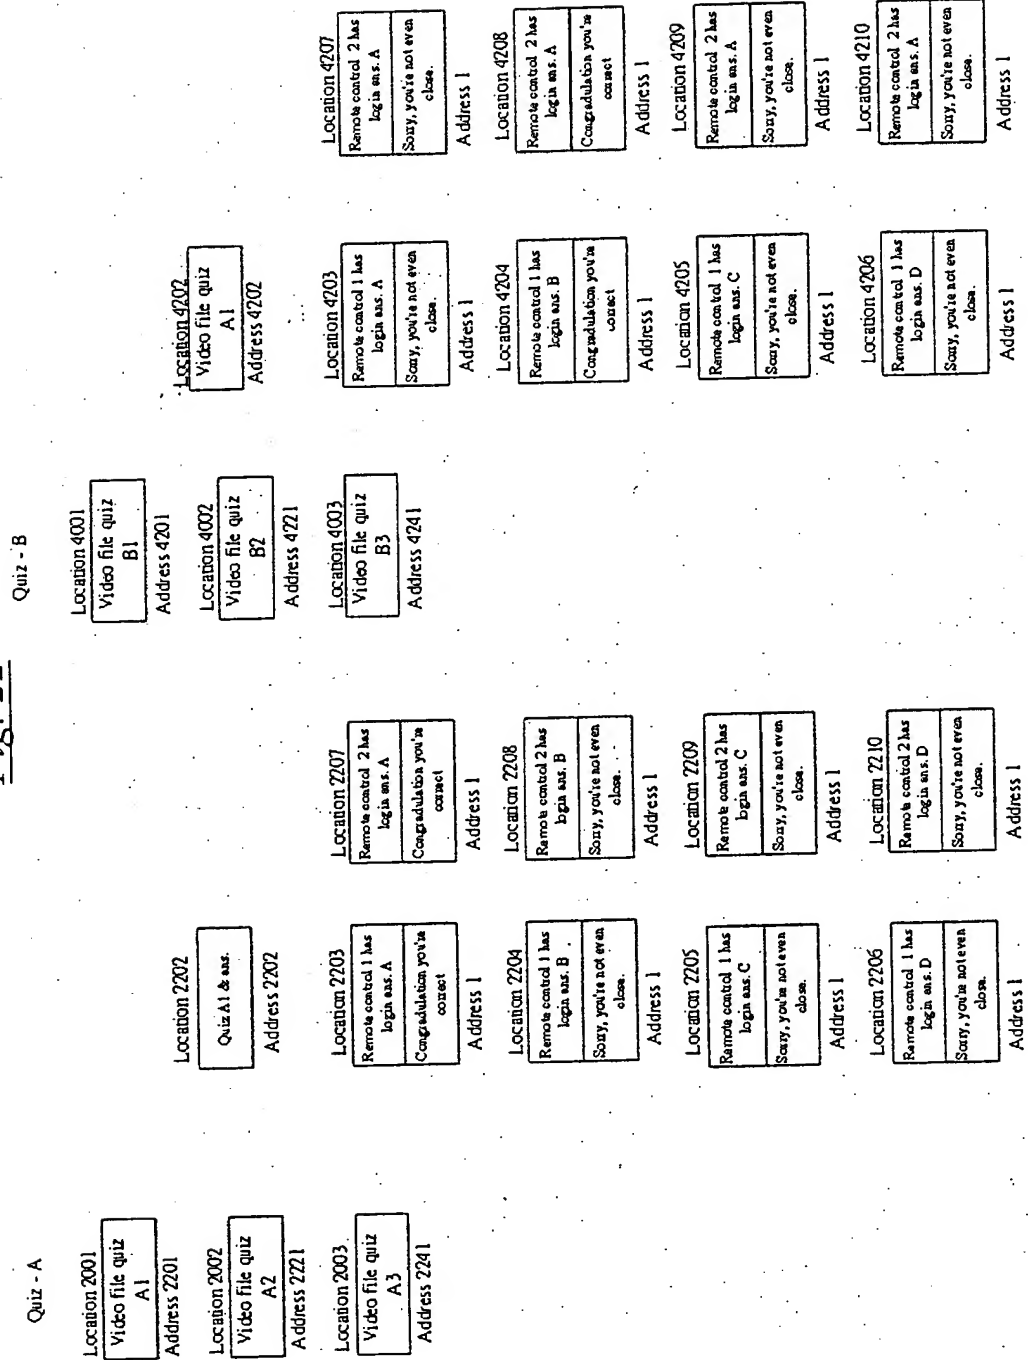 Quiz - A
Location 2001
Video file quiz
A1
Address 2201
Location 2002
Video file quiz
A2
Address 2221
Location 2003
Video file quiz
A3
Address 2241
Location 2202
Quiz A1 & ans.
Address 2202
Location 2203
Remote control 1 has
login ans. A
Congradulation you're
correct
Address 1
Location 2204
Remote control 1 has
login ans. B
Sorry, you're not even
close.
Address 1
Location 2205
Remote control 1 has
login ans. C
Sorry, you're not even
close.
Address 1
Location 2206
Remote control 1 has
login ans. D
Sorry, you're not even
close.
Address 1
Location 2207
Remote control 2 has
login ans. A
Congradulation you're
correct
Address 1
Location 2208
Remote control 2 has
login ans. B
Sorry, you're not even
close.
Address 1
Location 2209
Remote control 2 has
login ans. C
Sorry, you're not even
close.
Address 1
Location 2210
Remote control 2 has
login ans. D
Sorry, you're not even
close.
Address 1
Quiz - B
Location 4001
Video file quiz
B1
Address 4201
Location 4002
Video file quiz
B2
Address 4221
Location 4003
Video file quiz
B3
Address 4241
Location 4202
Video file quiz
A1
Address 4202
Location 4203
Remote control 1 has
login ans. A
Sorry, you're not even
close.
Address 1
Location 4204
Remote control 1 has
login ans. B
Congradulation you're
correct
Address 1
Location 4205
Remote control 1 has
login ans. C
Sorry, you're not even
close.
Address 1
Location 4206
Remote control 1 has
login ans. D
Sorry, you're not even
close.
Address 1
Location 4207
Remote control 2 has
login ans. A
Sorry, you're not even
close.
Address 1
Location 4208
Remote control 2 has
login ans. A
Congradulation you're
correct
Address 1
Location 4209
Remote control 2 has
login ans. A
Sorry, you're not even
close.
Address 1
Location 4210
Remote control 2 has
login ans. A
Sorry, you're not even
close.
Address 1